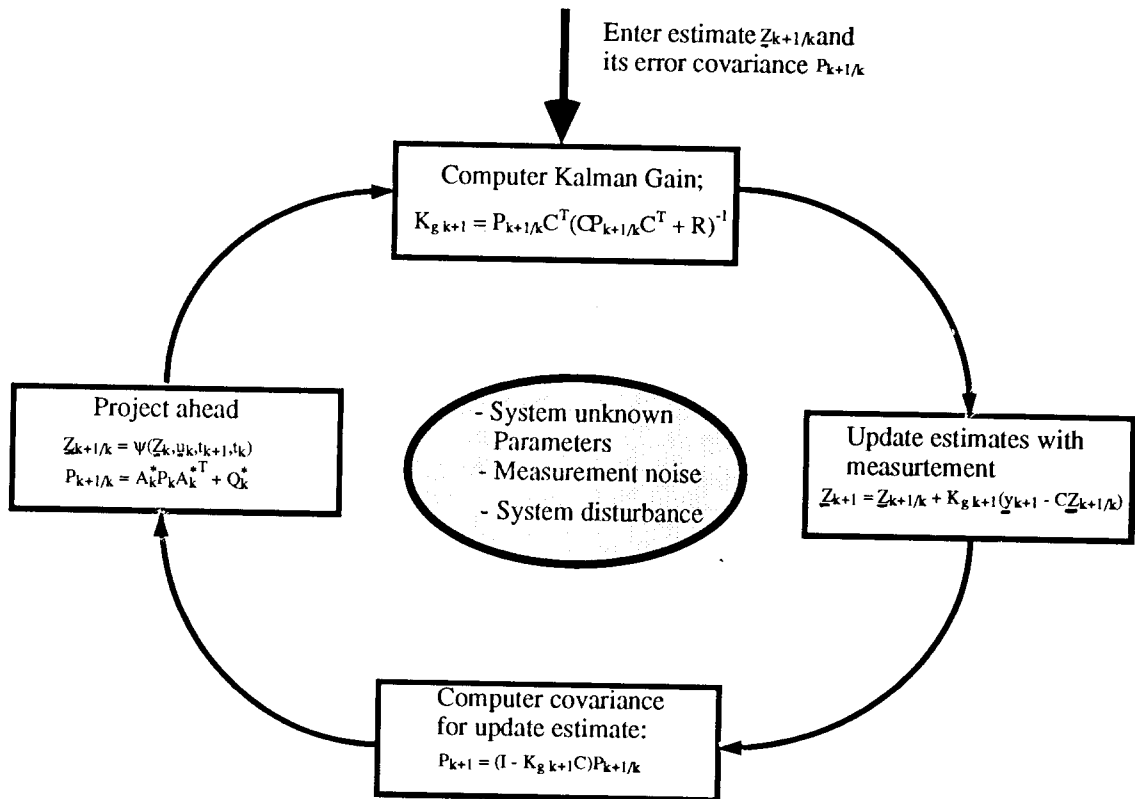 Enter estimate Z̲k+1/k and
its error covariance Pk+1/k
Computer Kalman Gain;
Kg k+1 = Pk+1/kC^T(CPk+1/kC^T + R)^-1
Project ahead
Z̲k+1/k = ψ(Z̲k,u̲k,tk+1,tk)
Pk+1/k = A*kPkA*k^T + Q*k
- System unknown
Parameters
- Measurement noise
- System disturbance
Update estimates with
measurtement
Z̲k+1 = Z̲k+1/k + Kg k+1(y̲k+1 - CZ̲k+1/k)
Computer covariance
for update estimate:
Pk+1 = (I - Kg k+1C)Pk+1/k